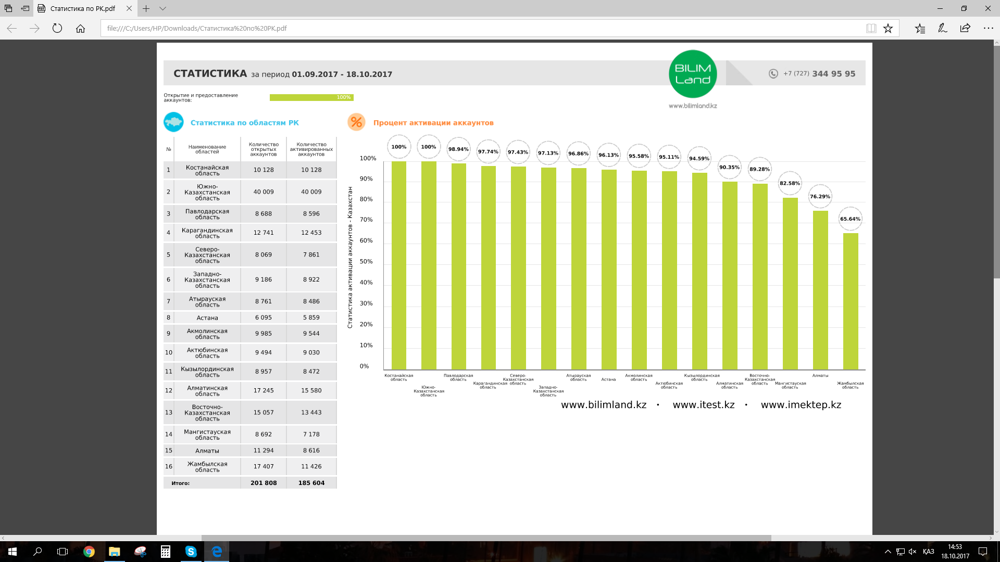 Статистика по РК.pdf
file:///C:/Users/HP/Downloads/Статистика%20по%20РК.pdf
СТАТИСТИКА за период 01.09.2017 - 18.10.2017
BILIM
Land
+7 (727) 344 95 95
www.bilimland.kz
Открытие и предоставление
аккаунтов:
100%
Статистика по областям РК
№ Наименование областей Количество открытых аккаунтов Количество активированных аккаунтов
1 Костанайская область 10 128 10 128
2 Южно-Казахстанская область 40 009 40 009
3 Павлодарская область 8 688 8 596
4 Карагандинская область 12 741 12 453
5 Северо-Казахстанская область 8 069 7 861
6 Западно-Казахстанская область 9 186 8 922
7 Атырауская область 8 761 8 486
8 Астана 6 095 5 859
9 Акмолинская область 9 985 9 544
10 Актюбинская область 9 494 9 030
11 Кызылординская область 8 957 8 472
12 Алматинская область 17 245 15 580
13 Восточно-Казахстанская область 15 057 13 443
14 Мангистауская область 8 692 7 178
15 Алматы 11 294 8 616
16 Жамбылская область 17 407 11 426
Итого: 201 808 185 604
% Процент активации аккаунтов
100% 100% 98.94% 97.74% 97.43% 97.13% 96.86% 96.13% 95.58% 95.11% 94.59% 90.35% 89.28% 82.58% 76.29% 65.64%
Статистика активации аккаунтов - Казахстан
100%
90%
80%
70%
60%
50%
40%
30%
20%
10%
0%
Костанайская область
Южно-Казахстанская область
Павлодарская область
Карагандинская область
Северо-Казахстанская область
Западно-Казахстанская область
Атырауская область
Астана
Акмолинская область
Актюбинская область
Кызылординская область
Алматинская область
Восточно-Казахстанская область
Мангистауская область
Алматы
Жамбылская область
www.bilimland.kz • www.itest.kz • www.imektep.kz
ҚАЗ
14:53
18.10.2017